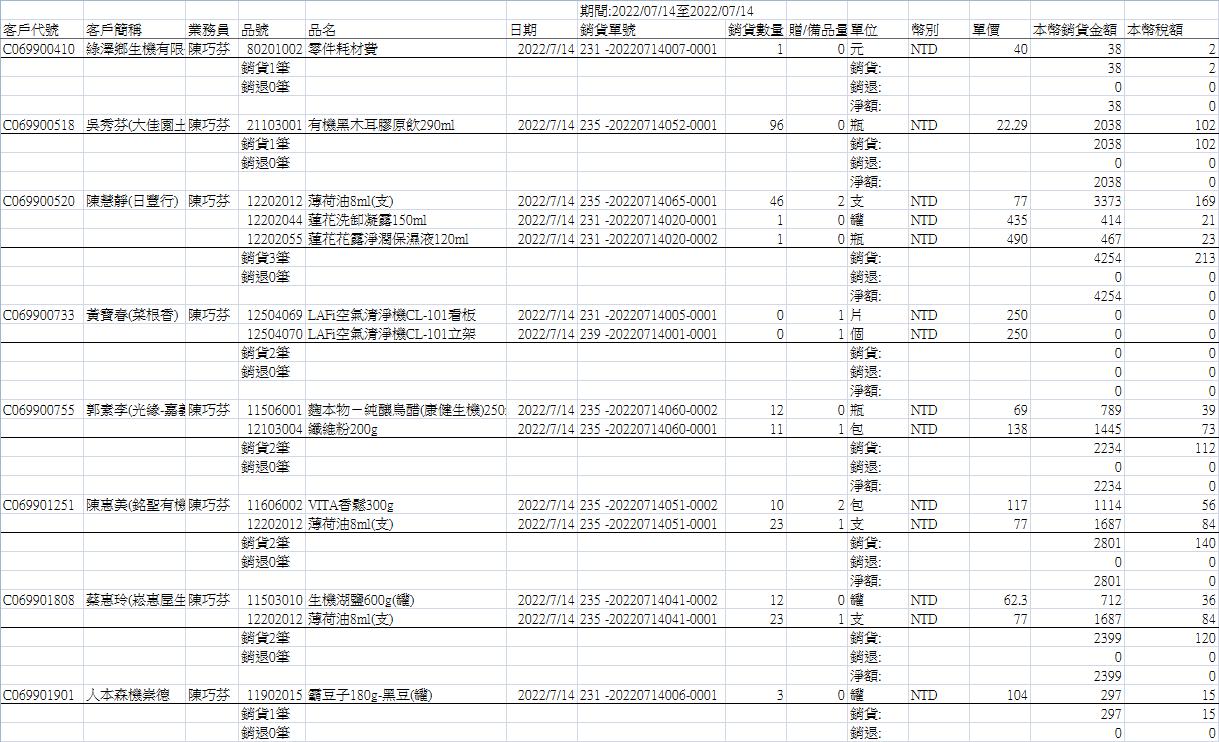 期間:2022/07/14至2022/07/14
客戶代號 客戶簡稱 業務員 品號 品名 日期 銷貨單號 銷貨數量 贈/備品量 單位 幣別 單價 本幣銷貨金額 本幣稅額
C069900410 綠澤鄉生機有限 陳巧芬 80201002 零件耗材費 2022/7/14 231 -20220714007-0001 1 0 元 NTD 40 38 2
銷貨1筆 銷貨: 38 2
銷退0筆 銷退: 0 0
淨額: 38 0
C069900518 吳秀芬(大佳園土 陳巧芬 21103001 有機黑木耳膠原飲290ml 2022/7/14 235 -20220714052-0001 96 0 瓶 NTD 22.29 2038 102
銷貨1筆 銷貨: 2038 102
銷退0筆 銷退: 0 0
淨額: 2038 0
C069900520 陳慧靜(日豐行) 陳巧芬 12202012 薄荷油8ml(支) 2022/7/14 235 -20220714065-0001 46 2 支 NTD 77 3373 169
12202044 蓮花洗卸凝露150ml 2022/7/14 231 -20220714020-0001 1 0 罐 NTD 435 414 21
12202055 蓮花花露淨潤保濕液120ml 2022/7/14 231 -20220714020-0002 1 0 瓶 NTD 490 467 23
銷貨3筆 銷貨: 4254 213
銷退0筆 銷退: 0 0
淨額: 4254 0
C069900733 黃寶春(菜根香) 陳巧芬 12504069 LAFi空氣清淨機CL-101看板 2022/7/14 231 -20220714005-0001 0 1 片 NTD 250 0 0
12504070 LAFi空氣清淨機CL-101立架 2022/7/14 239 -20220714001-0001 0 1 個 NTD 250 0 0
銷貨2筆 銷貨: 0 0
銷退0筆 銷退: 0 0
淨額: 0 0
C069900755 郭素李(光緣-嘉義 陳巧芬 11506001 麴本物－純釀烏醋(康健生機)250 2022/7/14 235 -20220714060-0002 12 0 瓶 NTD 69 789 39
12103004 纖維粉200g 2022/7/14 235 -20220714060-0001 11 1 包 NTD 138 1445 73
銷貨2筆 銷貨: 2234 112
銷退0筆 銷退: 0 0
淨額: 2234 0
C069901251 陳惠美(銘聖有機 陳巧芬 11606002 VITA香鬆300g 2022/7/14 235 -20220714051-0002 10 2 包 NTD 117 1114 56
12202012 薄荷油8ml(支) 2022/7/14 235 -20220714051-0001 23 1 支 NTD 77 1687 84
銷貨2筆 銷貨: 2801 140
銷退0筆 銷退: 0 0
淨額: 2801 0
C069901808 蔡惠玲(崧惠屋生 陳巧芬 11503010 生機湖鹽600g(罐) 2022/7/14 235 -20220714041-0002 12 0 罐 NTD 62.3 712 36
12202012 薄荷油8ml(支) 2022/7/14 235 -20220714041-0001 23 1 支 NTD 77 1687 84
銷貨2筆 銷貨: 2399 120
銷退0筆 銷退: 0 0
淨額: 2399 0
C069901901 人本森機崇德 陳巧芬 11902015 霸豆子180g-黑豆(罐) 2022/7/14 231 -20220714006-0001 3 0 罐 NTD 104 297 15
銷貨1筆 銷貨: 297 15
銷退0筆 銷退: 0 0